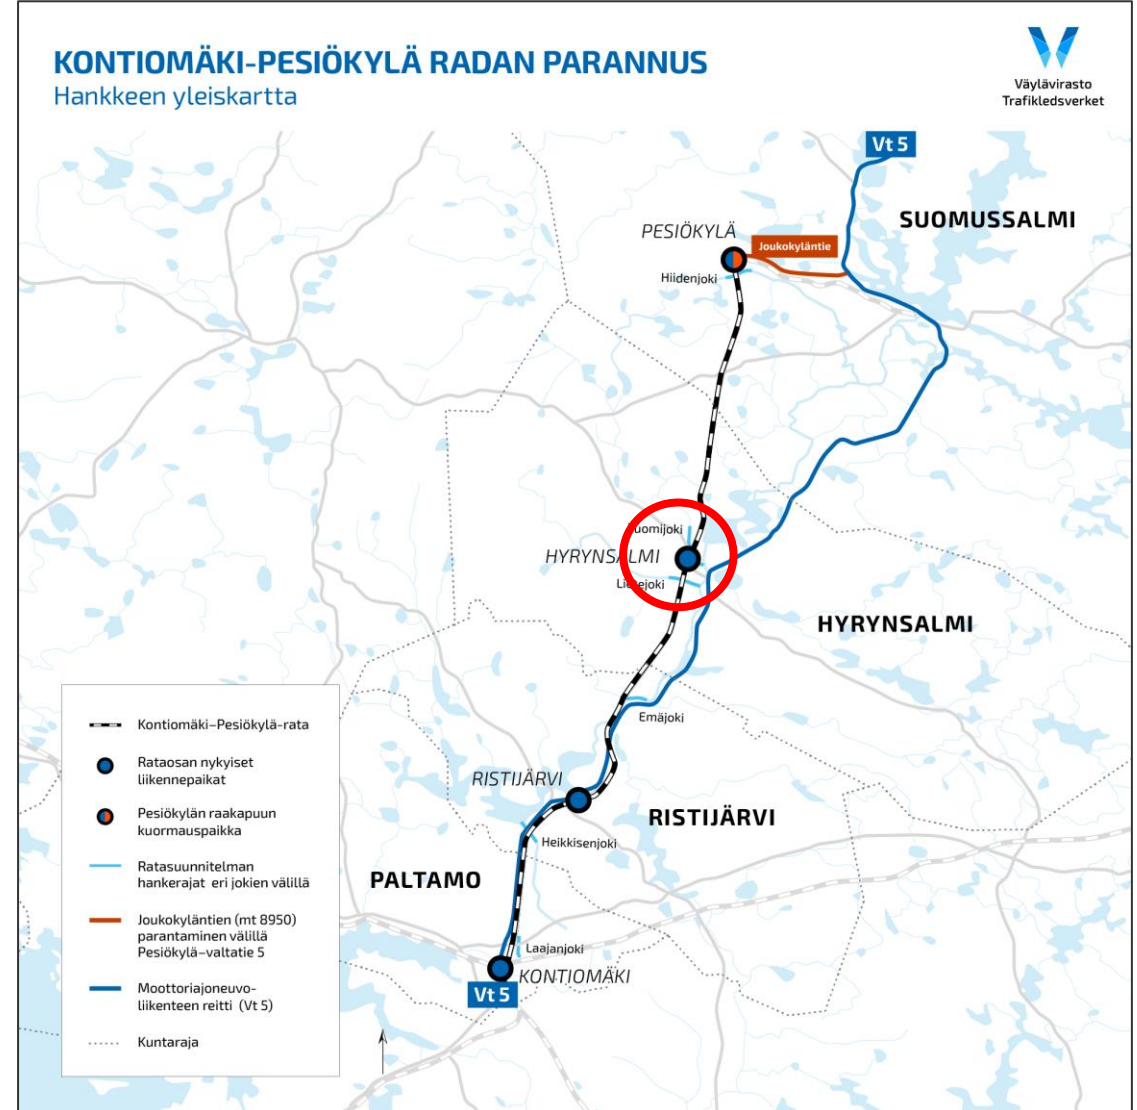 KONTIOMÄKI-PESIÖKYLÄ RADAN PARANNUS
Hankkeen yleiskartta
Väylävirasto
Trafikledsverket
Vt 5
SUOMUSSALMI
PESIÖKYLÄ
Joukokyläntie
Hiidenjoki
HYRYNSALMI
HYRYNSALMI
Emäjoki
RISTIJÄRVI
RISTIJÄRVI
Heikkisenjoki
PALTAMO
Laajanjoki
KONTIOMÄKI
Vt 5
Kontiomäki–Pesiökylä-rata
Rataosan nykyiset
liikennepaikat
Pesiökylän raakapuun
kuormauspaikka
Ratasuunnitelman
hankerajat eri jokien välillä
Joukokyläntien (mt 8950)
parantaminen välillä
Pesiökylä–valtatie 5
Moottoriajoneuvo-
liikenteen reitti (Vt 5)
Kuntaraja